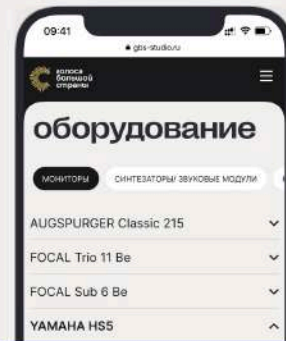 09:41
gbs-studio.ru
голоса
большой
страны
оборудование
МОНИТОРЫ
СИНТЕЗАТОРЫ/ ЗВУКОВЫЕ МОДУЛИ
AUGSPURGER Classic 215
FOCAL Trio 11 Be
FOCAL Sub 6 Be
YAMAHA HS5